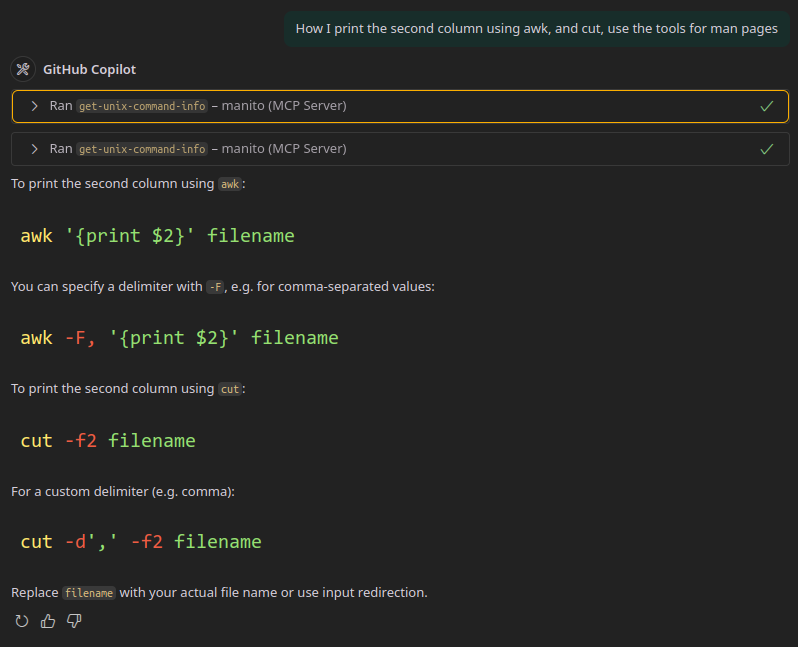 How I print the second column using awk, and cut, use the tools for man pages
GitHub Copilot
Ran get-unix-command-info – manito (MCP Server)
Ran get-unix-command-info – manito (MCP Server)
To print the second column using awk:
awk '{print $2}' filename
You can specify a delimiter with -F, e.g. for comma-separated values:
awk -F, '{print $2}' filename
To print the second column using cut:
cut -f2 filename
For a custom delimiter (e.g. comma):
cut -d',' -f2 filename
Replace filename with your actual file name or use input redirection.